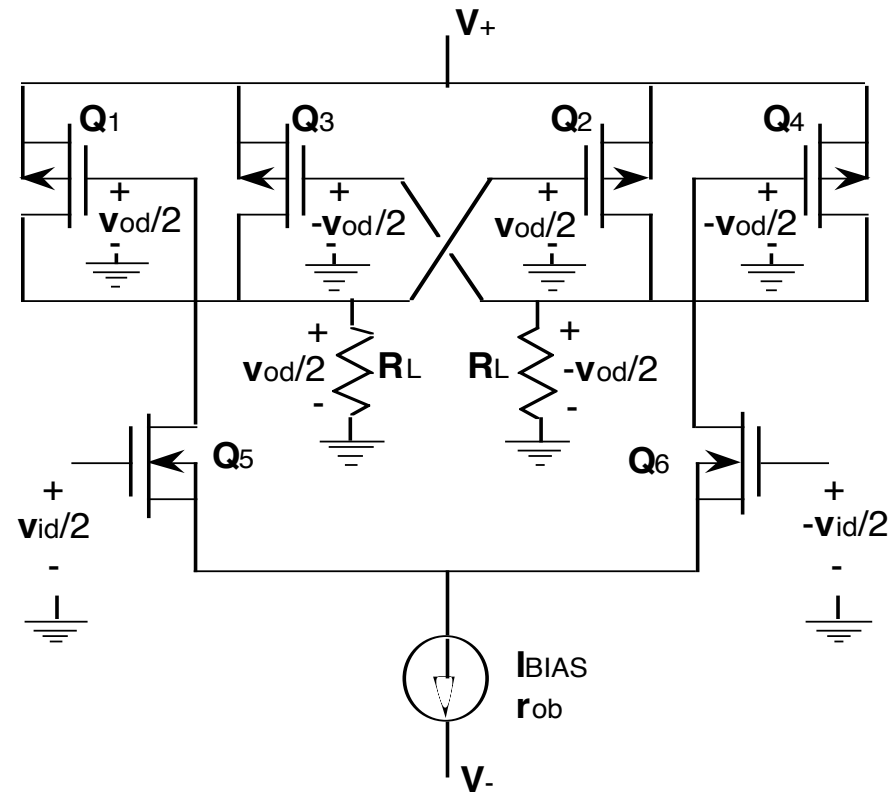 V+
Q1
Q3
Q2
Q4
+
vod/2
-
+
-vod/2
-
+
vod/2
-
+
-vod/2
-
+
vod/2
-
RL
RL
+
-vod/2
-
Q5
Q6
+
vid/2
-
+
-vid/2
-
IBIAS
rob
V-